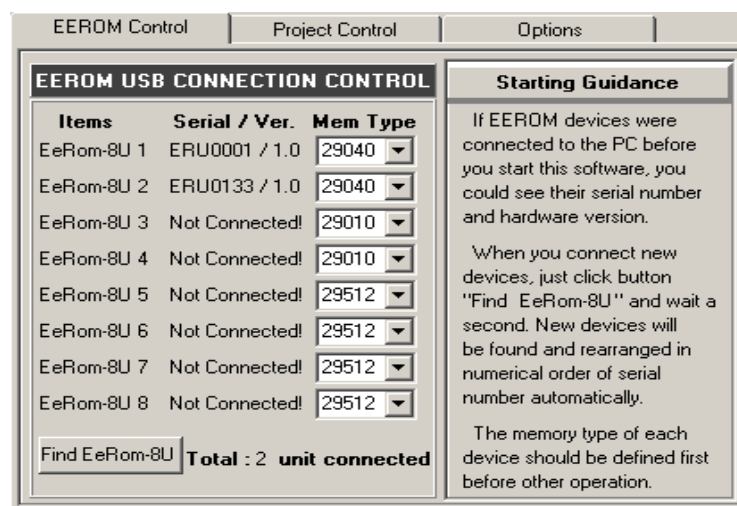 EEROM Control Project Control Options
EEROM USB CONNECTION CONTROL
Items Serial / Ver. Mem Type
EeRom-8U 1 ERU0001 / 1.0 29040
EeRom-8U 2 ERU0133 / 1.0 29040
EeRom-8U 3 Not Connected! 29010
EeRom-8U 4 Not Connected! 29010
EeRom-8U 5 Not Connected! 29512
EeRom-8U 6 Not Connected! 29512
EeRom-8U 7 Not Connected! 29512
EeRom-8U 8 Not Connected! 29512
Find EeRom-8U Total : 2 unit connected
Starting Guidance
If EEROM devices were
connected to the PC before
you start this software, you
could see their serial number
and hardware version.
When you connect new
devices, just click button
"Find EeRom-8U" and wait a
second. New devices will
be found and rearranged in
numerical order of serial
number automatically.
The memory type of each
device should be defined first
before other operation.